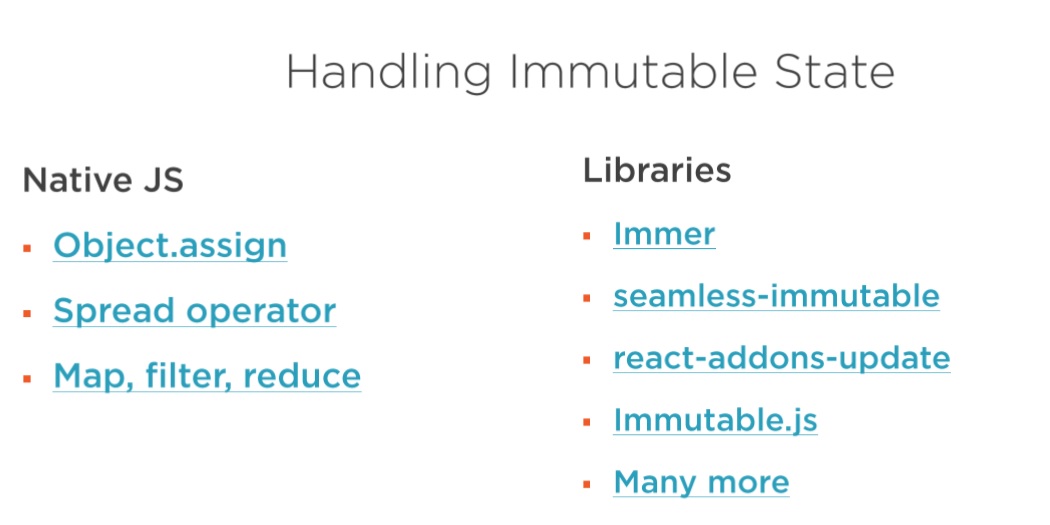 Handling Immutable State
Native JS
Object.assign
Spread operator
Map, filter, reduce
Libraries
Immer
seamless-immutable
react-addons-update
Immutable.js
Many more